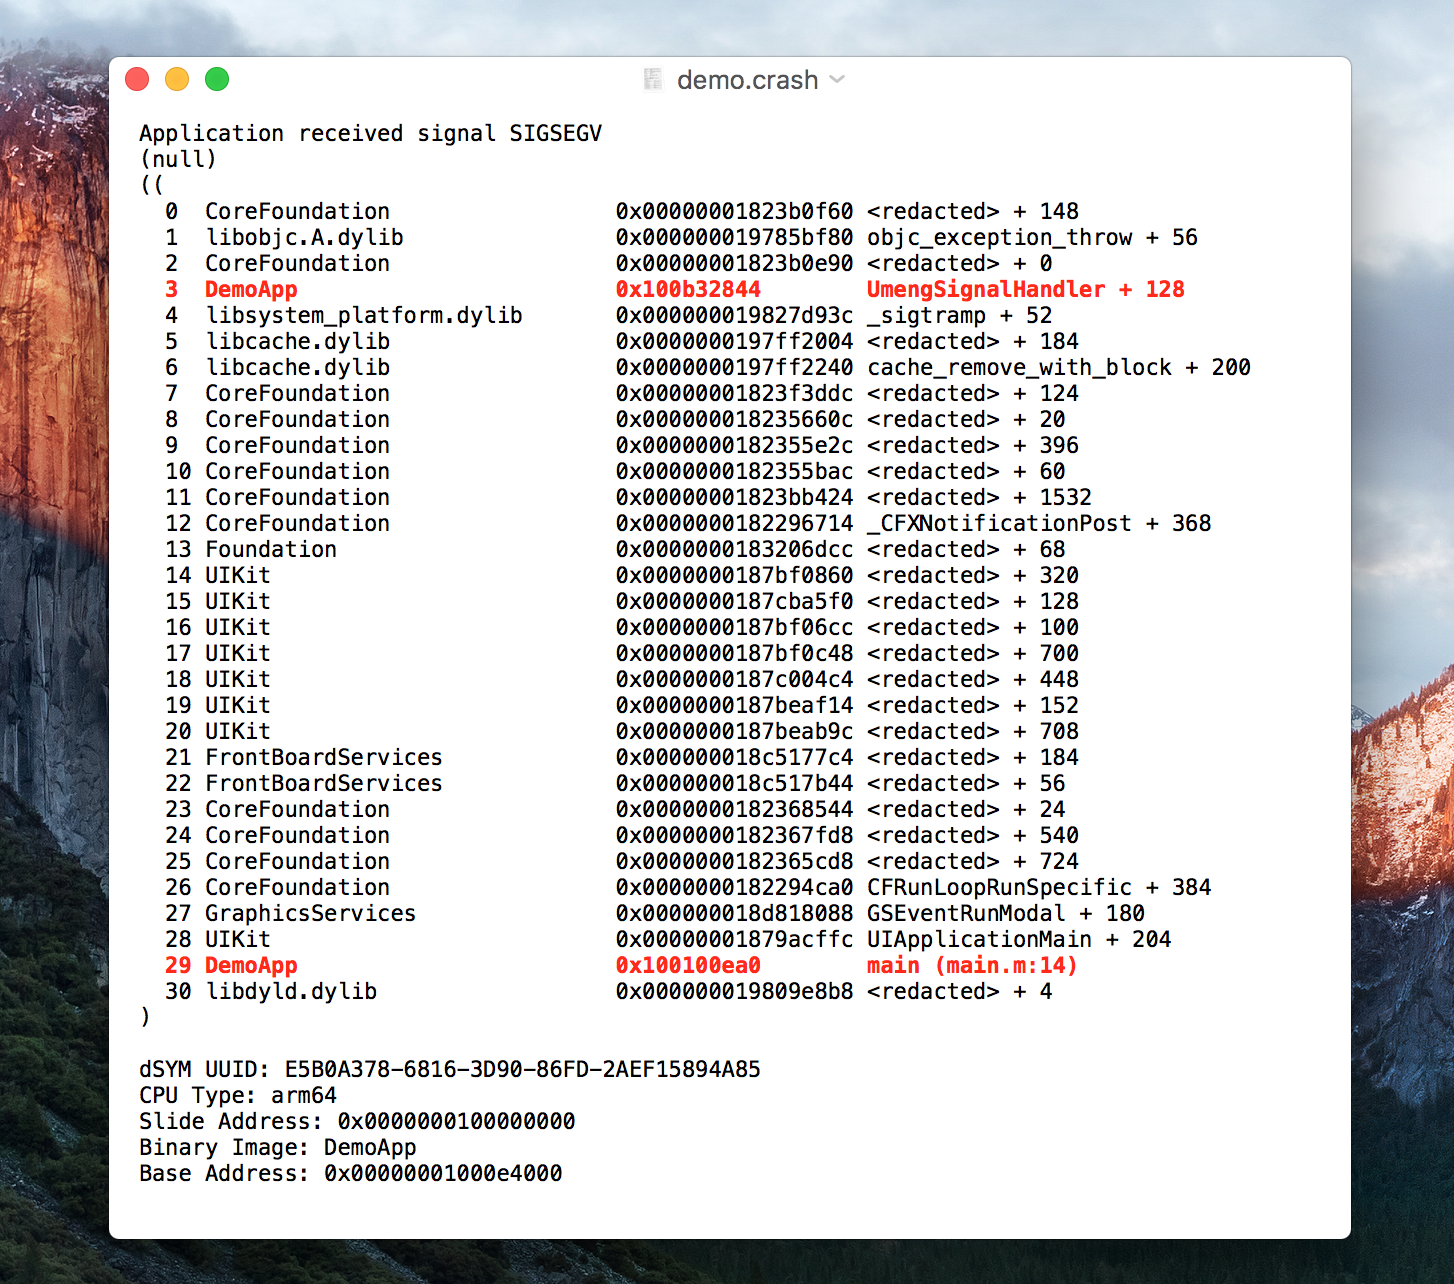 demo.crash
Application received signal SIGSEGV
(null)
((
0 CoreFoundation 0x00000001823b0f60 <redacted> + 148
1 libobjc.A.dylib 0x000000019785bf80 objc_exception_throw + 56
2 CoreFoundation 0x00000001823b0e90 <redacted> + 0
3 DemoApp 0x100b32844 UmengSignalHandler + 128
4 libsystem_platform.dylib 0x000000019827d93c _sigtramp + 52
5 libcache.dylib 0x0000000197ff2004 <redacted> + 184
6 libcache.dylib 0x0000000197ff2240 cache_remove_with_block + 200
7 CoreFoundation 0x00000001823f3ddc <redacted> + 124
8 CoreFoundation 0x000000018235660c <redacted> + 20
9 CoreFoundation 0x0000000182355e2c <redacted> + 396
10 CoreFoundation 0x0000000182355bac <redacted> + 60
11 CoreFoundation 0x00000001823bb424 <redacted> + 1532
12 CoreFoundation 0x0000000182296714 _CFXNotificationPost + 368
13 Foundation 0x0000000183206dcc <redacted> + 68
14 UIKit 0x0000000187bf0860 <redacted> + 320
15 UIKit 0x0000000187cba5f0 <redacted> + 128
16 UIKit 0x0000000187bf06cc <redacted> + 100
17 UIKit 0x0000000187bf0c48 <redacted> + 700
18 UIKit 0x0000000187c004c4 <redacted> + 448
19 UIKit 0x0000000187beaf14 <redacted> + 152
20 UIKit 0x0000000187beab9c <redacted> + 708
21 FrontBoardServices 0x000000018c5177c4 <redacted> + 184
22 FrontBoardServices 0x000000018c517b44 <redacted> + 56
23 CoreFoundation 0x0000000182368544 <redacted> + 24
24 CoreFoundation 0x0000000182367fd8 <redacted> + 540
25 CoreFoundation 0x0000000182365cd8 <redacted> + 724
26 CoreFoundation 0x0000000182294ca0 CFRunLoopRunSpecific + 384
27 GraphicsServices 0x000000018d818088 GSEventRunModal + 180
28 UIKit 0x00000001879acffc UIApplicationMain + 204
29 DemoApp 0x100100ea0 main (main.m:14)
30 libdyld.dylib 0x000000019809e8b8 <redacted> + 4
)
dSYM UUID: E5B0A378-6816-3D90-86FD-2AEF15894A85
CPU Type: arm64
Slide Address: 0x0000000100000000
Binary Image: DemoApp
Base Address: 0x00000001000e4000